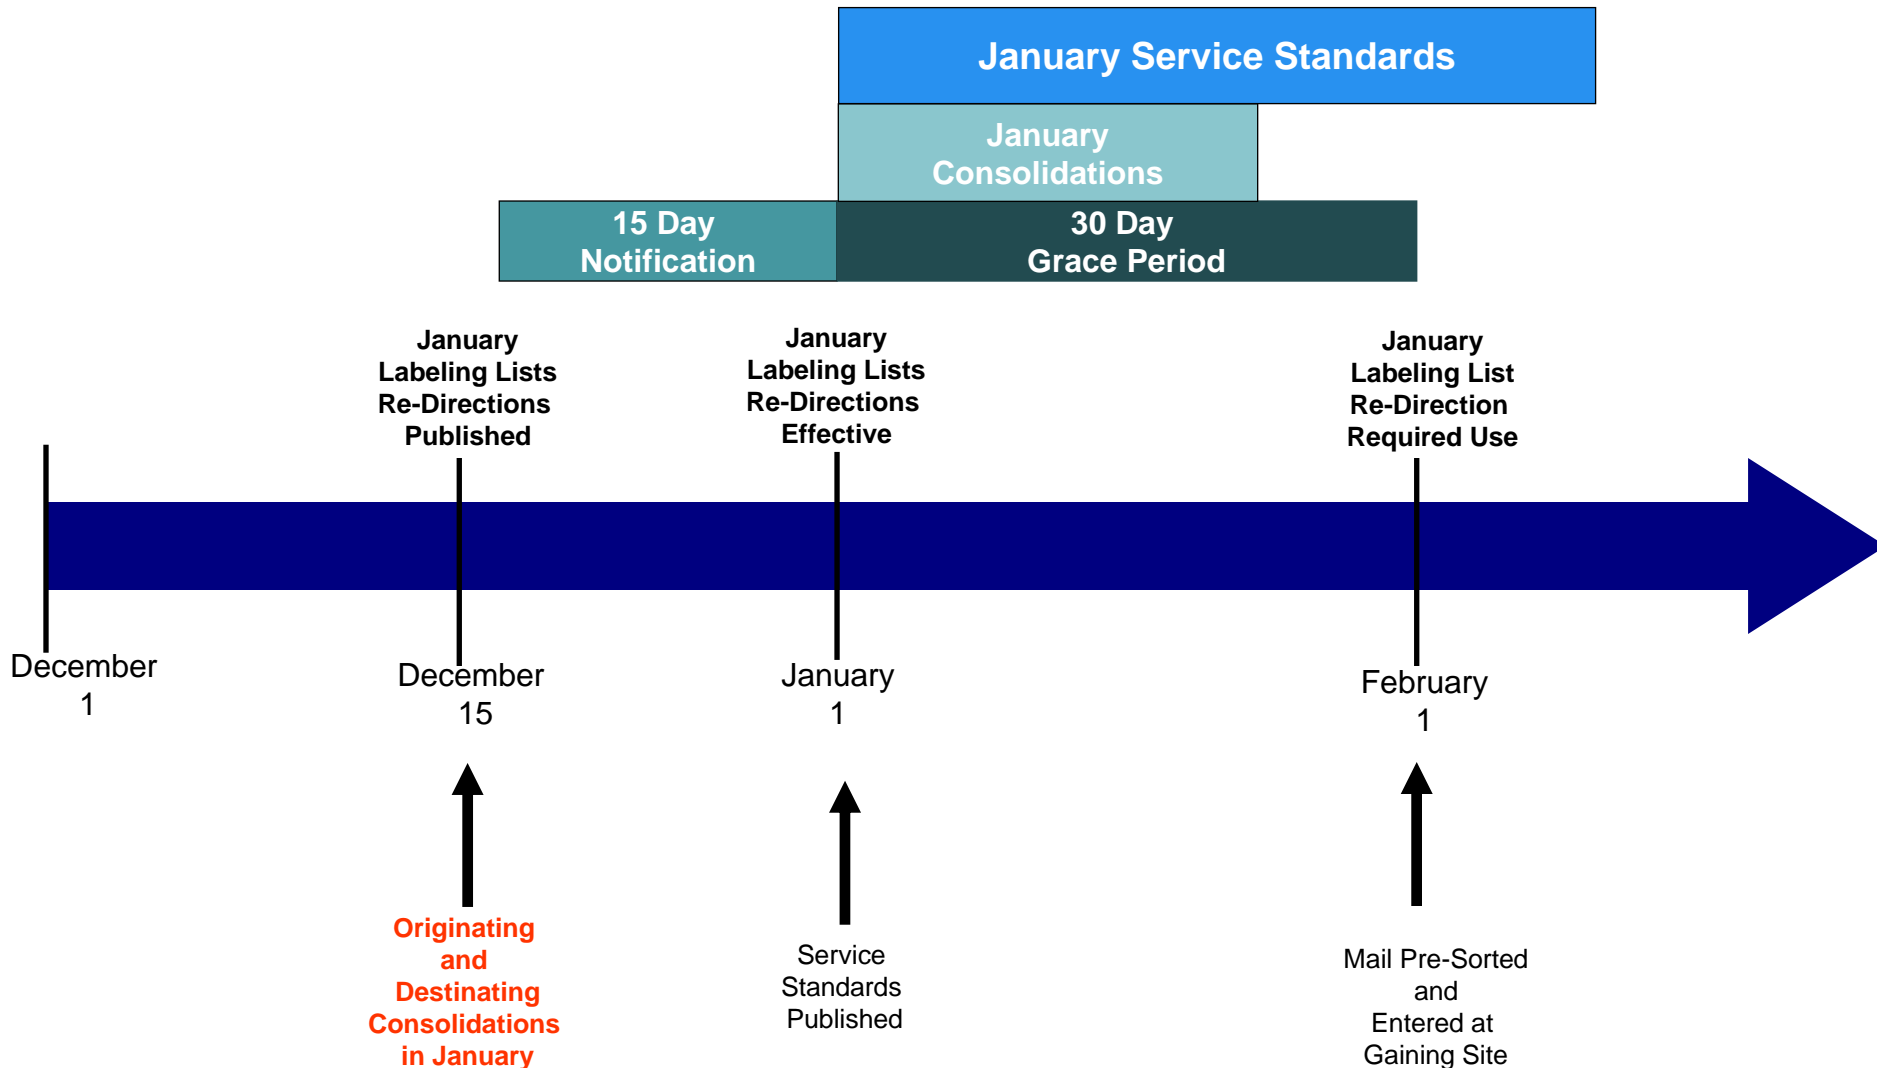 January Service Standards
January
Consolidations
15 Day
Notification
30 Day
Grace Period
January
Labeling Lists
Re-Directions
Published
January
Labeling Lists
Re-Directions
Effective
January
Labeling List
Re-Direction
Required Use
December
1
December
15
January
1
February
1
Originating
and
Destinating
Consolidations
in January
Service
Standards
Published
Mail Pre-Sorted
and
Entered at
Gaining Site